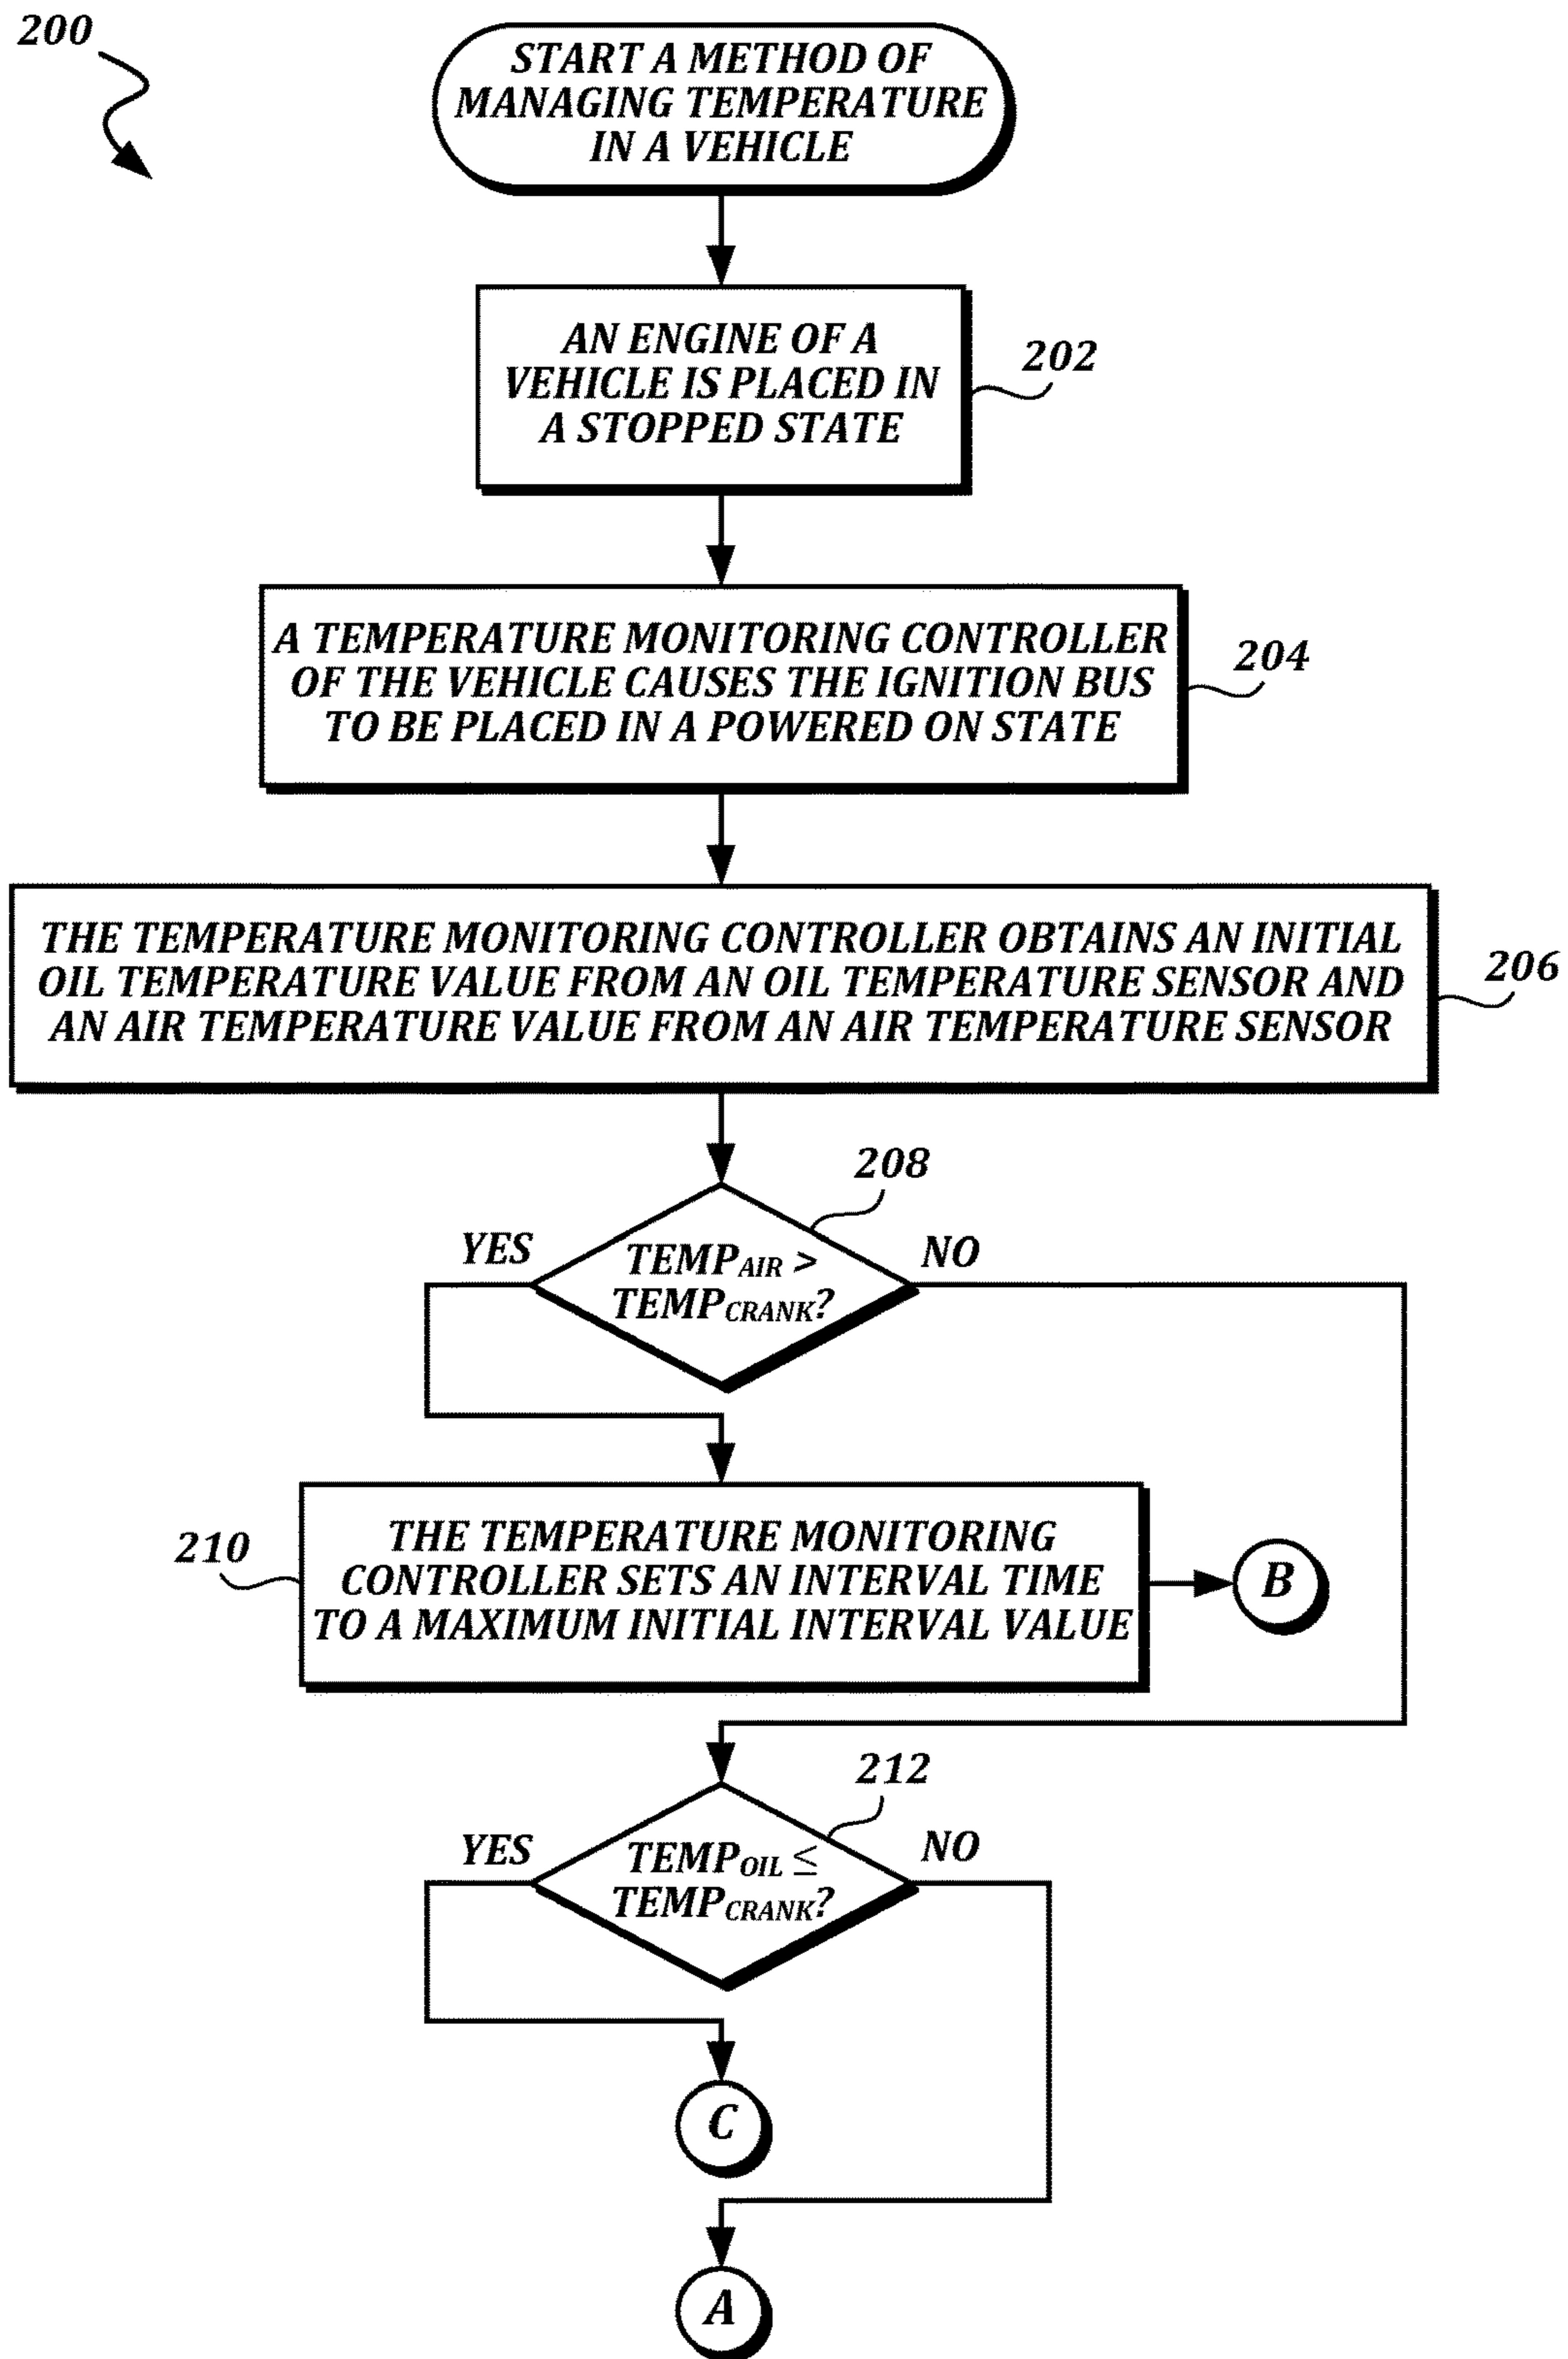 200
START A METHOD OF
MANAGING TEMPERATURE
IN A VEHICLE
AN ENGINE OF A
VEHICLE IS PLACED IN
A STOPPED STATE
202
A TEMPERATURE MONITORING CONTROLLER
OF THE VEHICLE CAUSES THE IGNITION BUS
TO BE PLACED IN A POWERED ON STATE
204
THE TEMPERATURE MONITORING CONTROLLER OBTAINS AN INITIAL
OIL TEMPERATURE VALUE FROM AN OIL TEMPERATURE SENSOR AND
AN AIR TEMPERATURE VALUE FROM AN AIR TEMPERATURE SENSOR
206
208
YES
TEMPAIR >
TEMPCRANK?
NO
210
THE TEMPERATURE MONITORING
CONTROLLER SETS AN INTERVAL TIME
TO A MAXIMUM INITIAL INTERVAL VALUE
B
212
YES
TEMPOIL ≤
TEMPCRANK?
NO
C
A